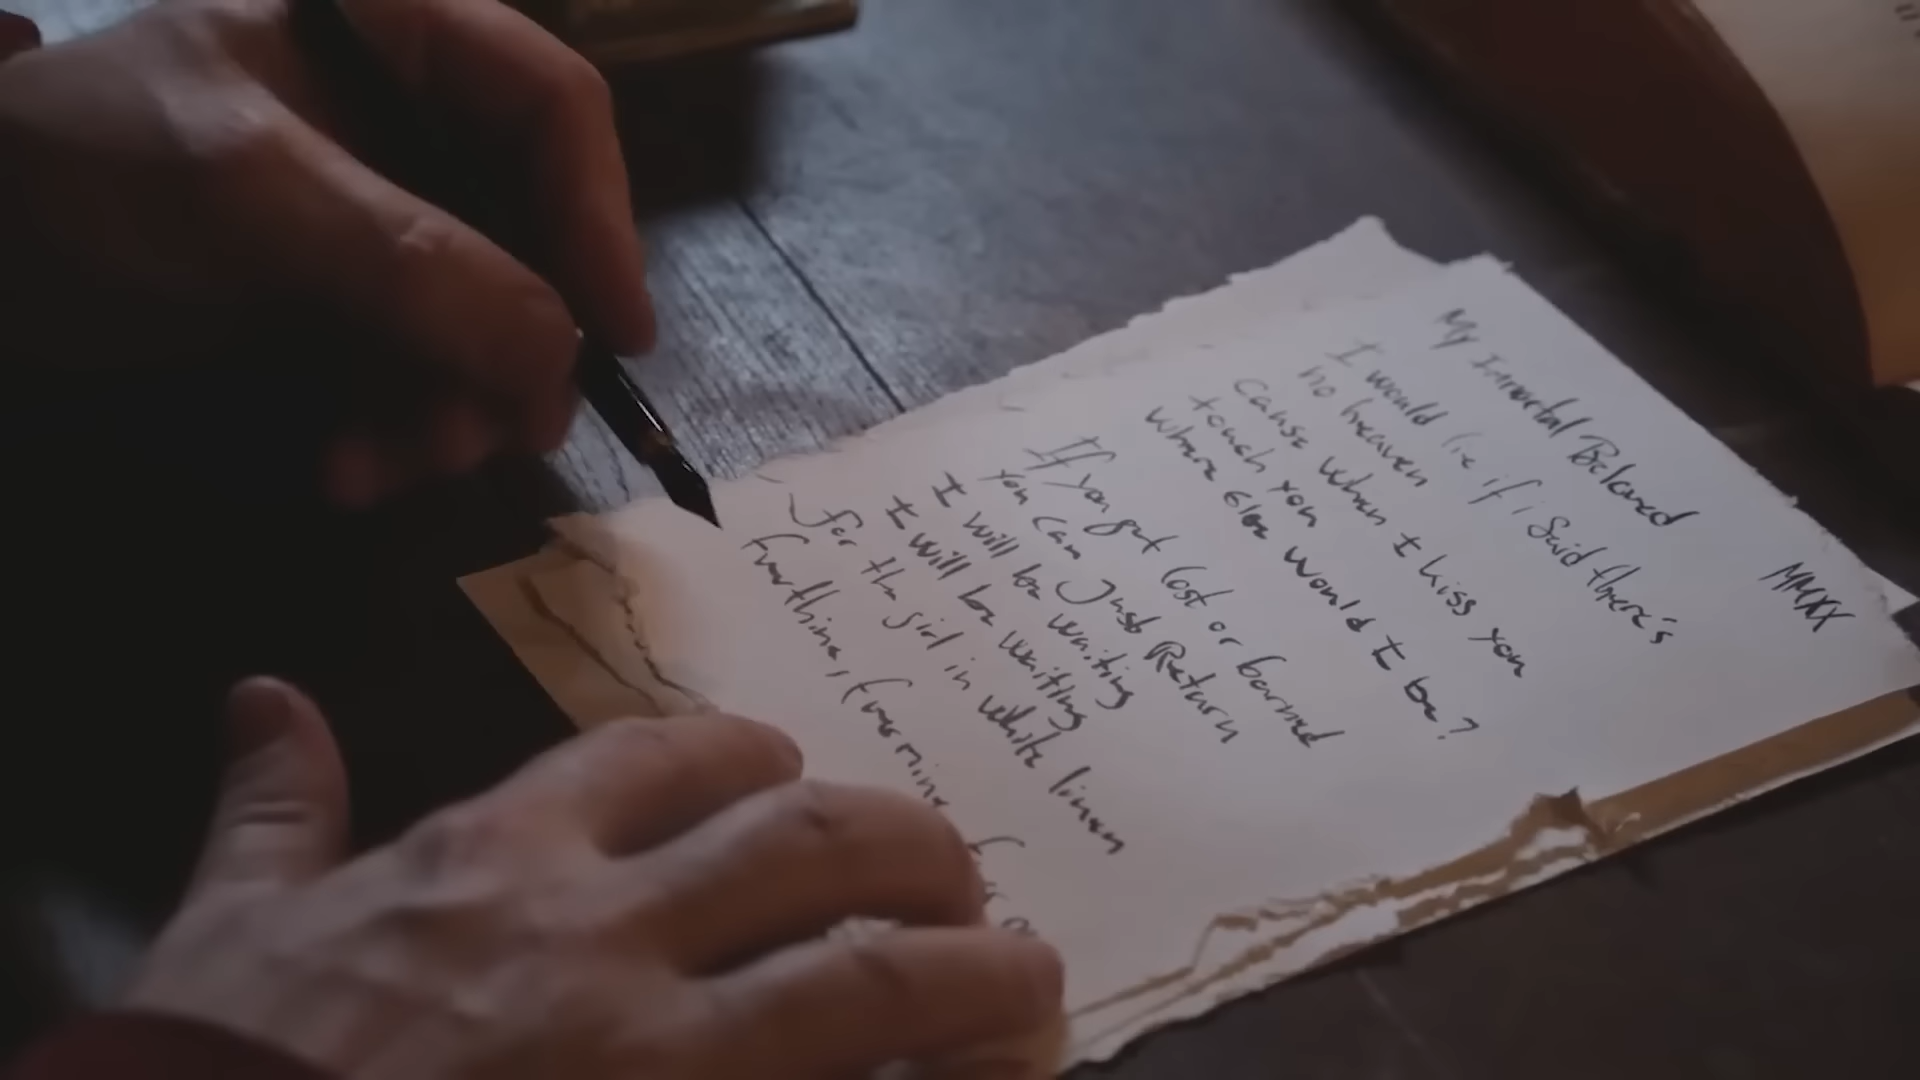 MMXX
My Immortal Beloved
I would lie if i Said there's
no heaven
Cause when I kiss you
touch you
where else would I be?
If you get lost or borned
You can Just Return
I will be waiting
I will be waiting
for the girl in white linen